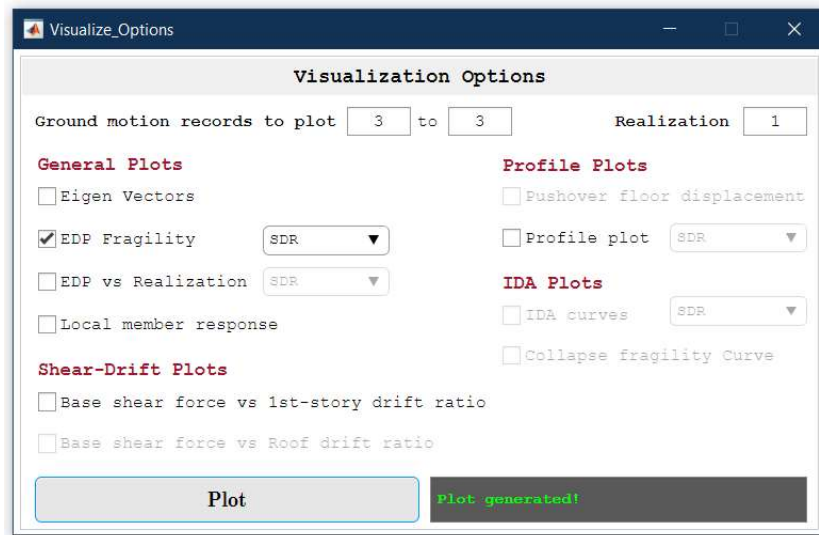 Visualize_Options
Visualization Options
Ground motion records to plot 3 to 3 Realization 1
General Plots
Eigen Vectors
EDP Fragility SDR
EDP vs Realization SDR
Local member response
Shear-Drift Plots
Base shear force vs 1st-story drift ratio
Base shear force vs Roof drift ratio
Profile Plots
Pushover floor displacement
Profile plot SDR
IDA Plots
IDA curves SDR
Collapse fragility Curve
Plot
Plot generated!